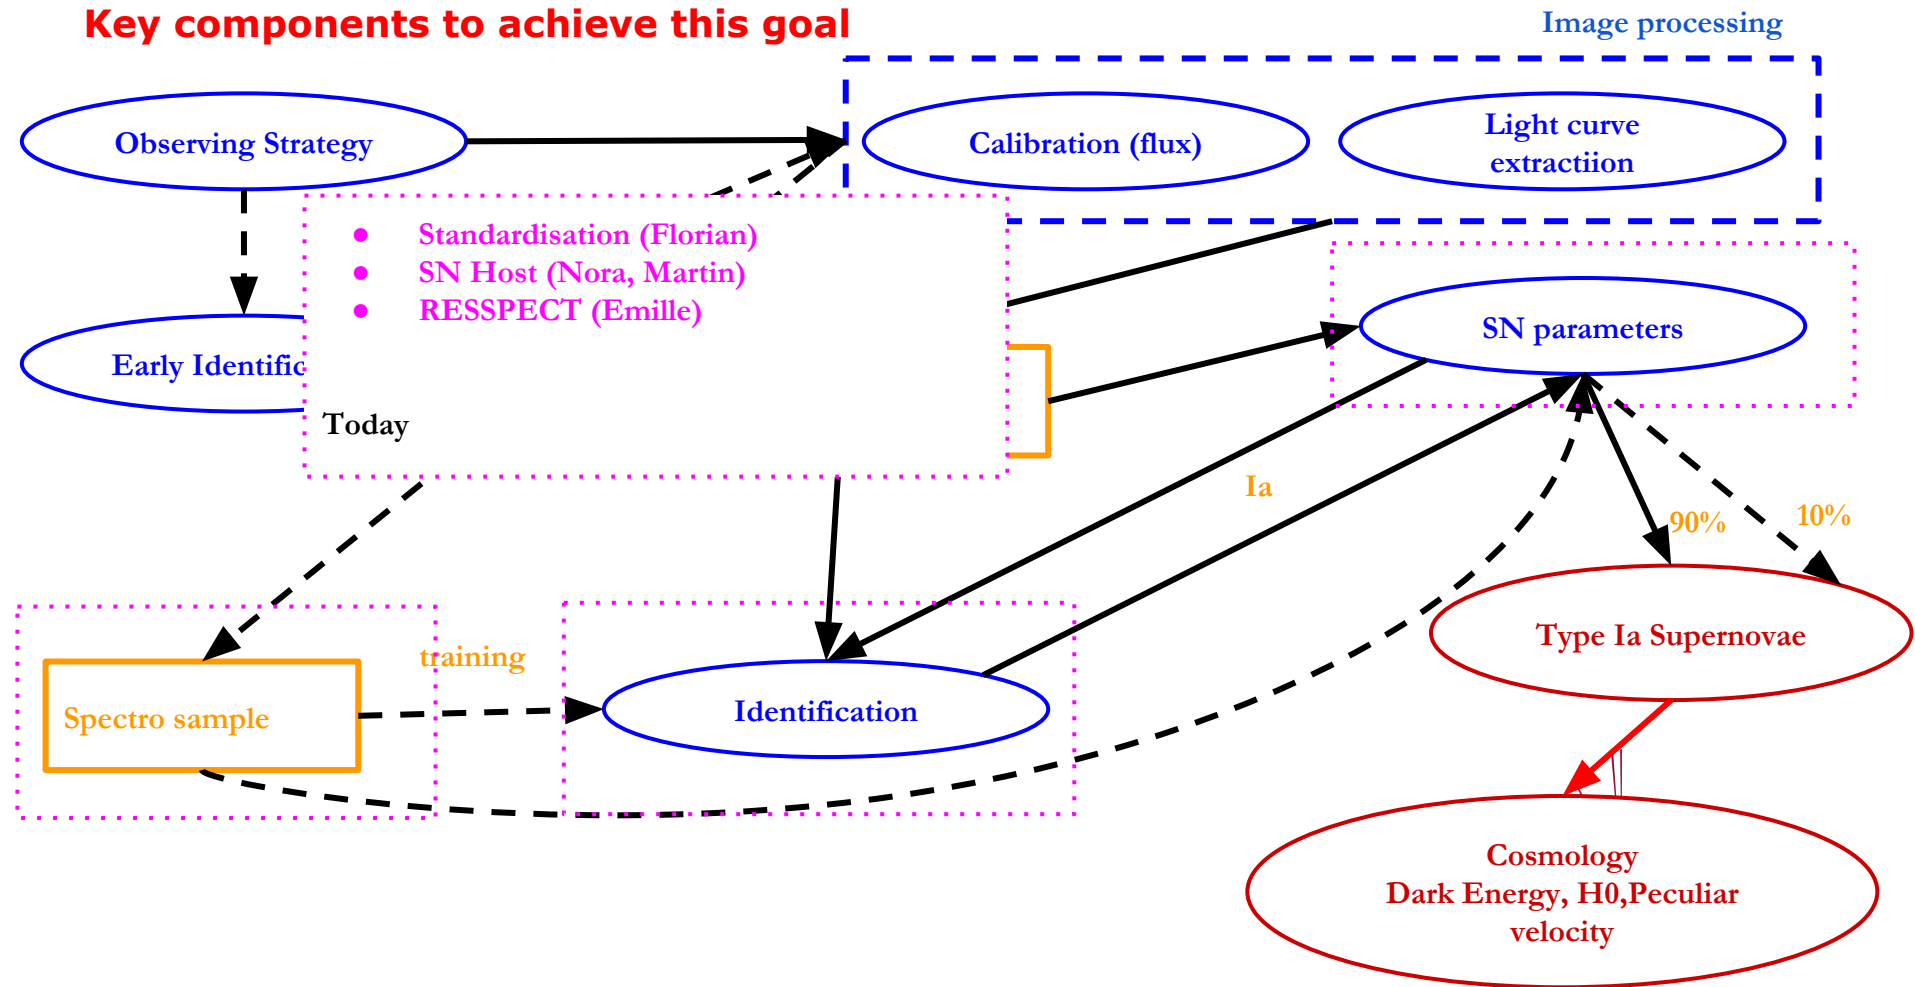 Key components to achieve this goal
Image processing
Observing Strategy
Calibration (flux)
Light curve
extractiion
● Standardisation (Florian)
● SN Host (Nora, Martin)
● RESSPECT (Emille)
SN parameters
Early Identific
Today
Ia
90%
10%
Type Ia Supernovae
training
Spectro sample
Identification
Cosmology
Dark Energy, H0,Peculiar
velocity